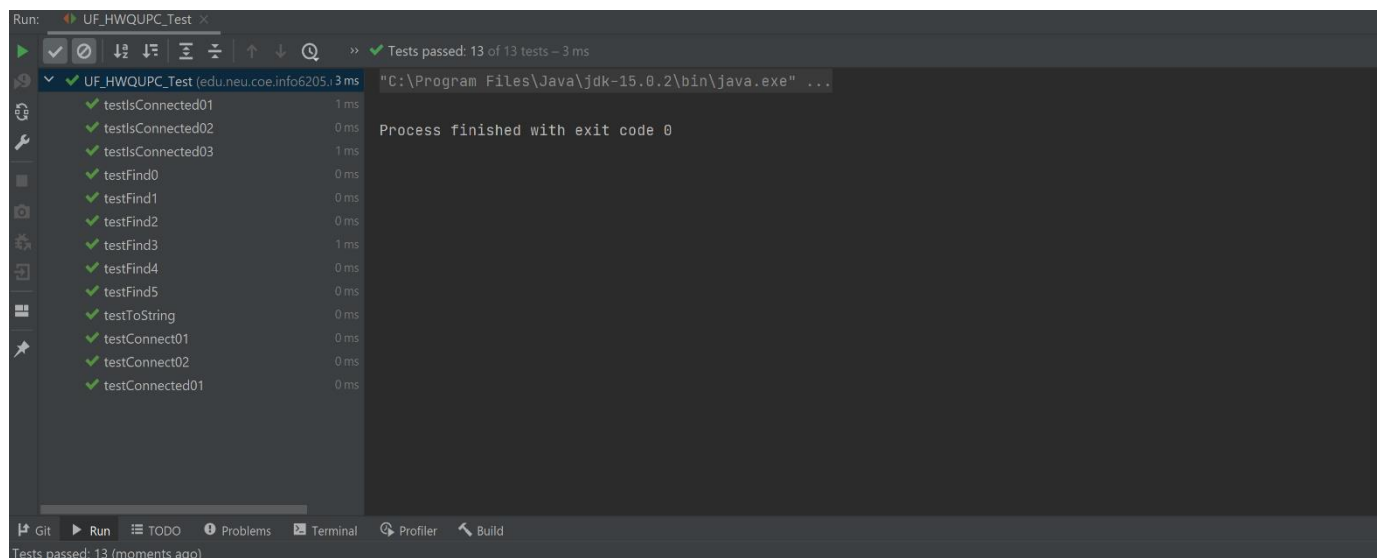 Run: UF_HWQUPC_Test ×
» Tests passed: 13 of 13 tests – 3 ms
UF_HWQUPC_Test (edu.neu.coe.info6205. 3 ms
"C:\Program Files\Java\jdk-15.0.2\bin\java.exe" ...
testIsConnected01 1 ms
testIsConnected02 0 ms
Process finished with exit code 0
testIsConnected03 1 ms
testFind0 0 ms
testFind1 0 ms
testFind2 0 ms
testFind3 1 ms
testFind4 0 ms
testFind5 0 ms
testToString 0 ms
testConnect01 0 ms
testConnect02 0 ms
testConnected01 0 ms
Git Run TODO Problems Terminal Profiler Build
Tests passed: 13 (moments ago)